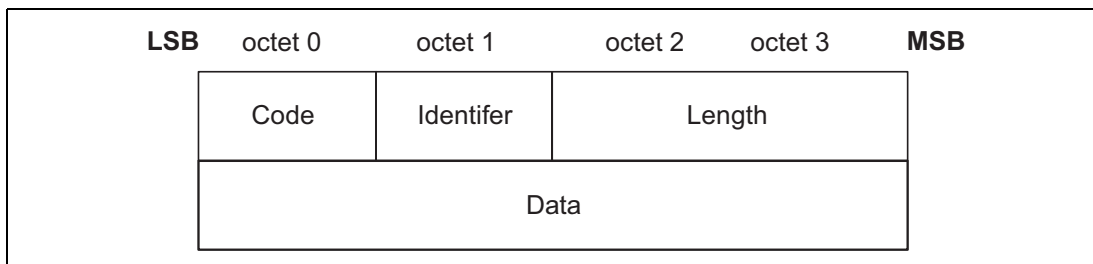 LSB octet 0 octet 1 octet 2 octet 3 MSB
Code Identifer Length
Data